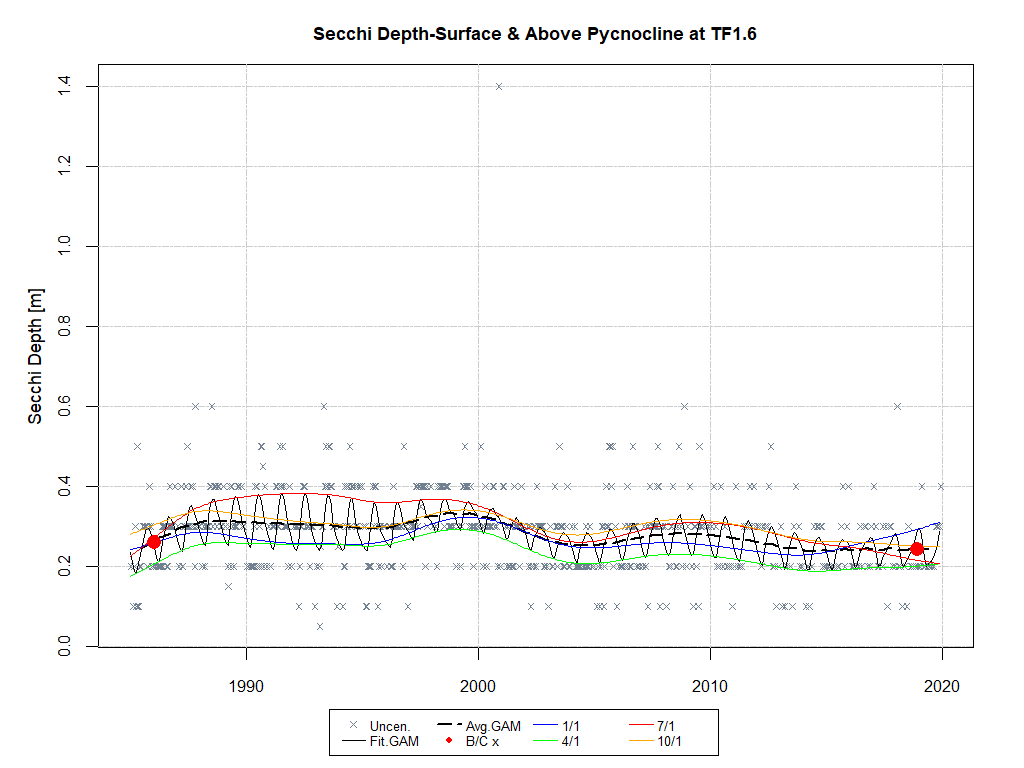 Secchi Depth-Surface & Above Pycnocline at TF1.6
Secchi Depth [m]
1.4
1.2
1.0
0.8
0.6
0.4
0.2
0.0
1990 2000 2010 2020
Uncen. Avg.GAM 1/1 7/1
Fit.GAM B/C x 4/1 10/1